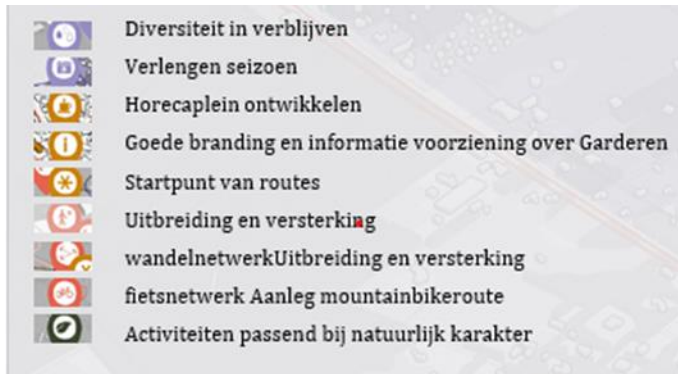 Diversiteit in verblijven
Verlengen seizoen
Horecaplein ontwikkelen
Goede branding en informatie voorziening over Garderen
Startpunt van routes
Uitbreiding en versterking
wandelnetwerkUitbreiding en versterking
fietsnetwerk Aanleg mountainbikeroute
Activiteiten passend bij natuurlijk karakter